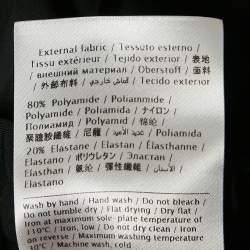 External fabric / Tessuto esterno /
Tissu extérieur / Tejido exterior / 表地
/ внешний материал / Oberstoff / 面料
/ 外部布料 / قماش خارجي / Tecido exterior
80% Polyamide / Poliammide
/ Polyamid / Poliamida / ナイロン /
Полиамид / Polyamid / 锦纶 /
聚醯胺纖維 / 尼龍 / عديد الأميد / Poliamida
20% Elastane / Elastan / Élasthanne /
Elastano / ポリウレタン / Эластан /
Elasthan / 氨纶 / 彈性纖維 / الاستان /
Elastano
Wash by hand / Hand wash / Do not bleach /
Do not tumble dry / Flat drying / Dry flat /
Iron at maximum sole-plate temperature of
110°C / Iron, low / Do not dry clean / Iron
on reverse / Maximum washing temperature
30°C / Machine wash, cold